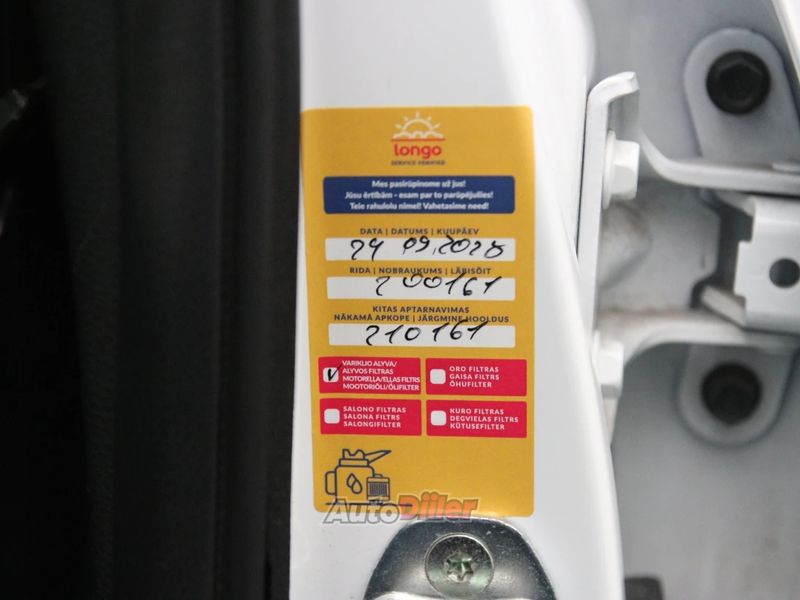 longo
SERVICE VERIFIED
Mes pasirūpinome už jus!
Jūsu ērtībām - esam par to parūpējušies!
Teie rahulolu nimel! Vahetasime need!
DATA | DATUMS | KUUPÄEV
24 09.2025
RIDA | NOBRAUKUMS | LÄBISÕIT
200161
KITAS APTARNAVIMAS
NĀKAMĀ APKOPE | JÄRGMINE HOOLDUS
210161
VARIKLIO ALYVA/
ALYVOS FILTRAS
MOTOREĻĻA/EĻĻAS FILTRS
MOOTORIÕLI/ÕLIFILTER
ORO FILTRAS
GAISA FILTRS
ÕHUFILTER
SALONO FILTRAS
SALONA FILTRS
SALONGIFILTER
KURO FILTRAS
DEGVIELAS FILTRS
KÜTUSEFILTER
AutoDiiler